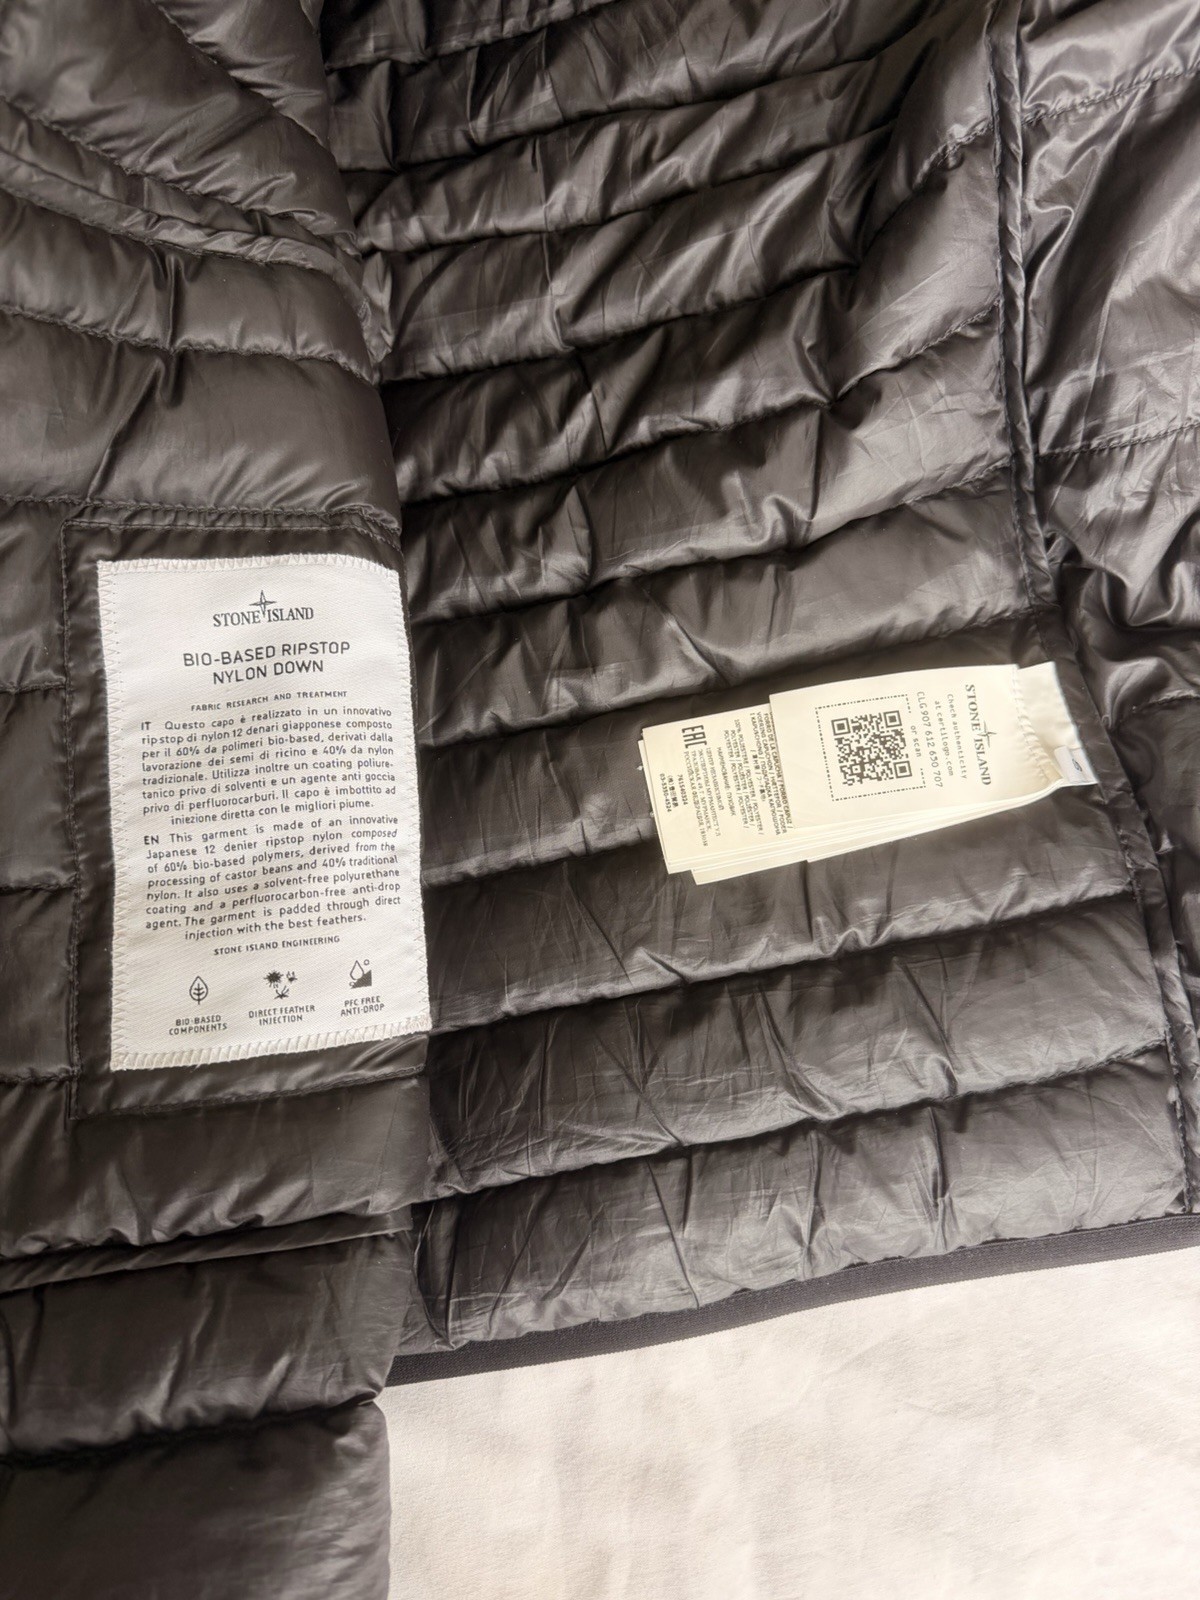 STONE ISLAND
BIO-BASED RIPSTOP
NYLON DOWN
FABRIC RESEARCH AND TREATMENT
IT Questo capo è realizzato in un innovativo
ripstop di nylon 12 denari giapponese composto
per il 60% da polimeri bio-based, derivati dalla
lavorazione dei semi di ricino e 40% da nylon
tradizionale. Utilizza inoltre un coating poliure-
tanico privo di solventi e un agente anti goccia
privo di perfluorocarburi. Il capo è imbottito ad
iniezione diretta con le migliori piume.
EN This garment is made of an innovative
Japanese 12 denier ripstop nylon composed
of 60% bio-based polymers, derived from the
processing of castor beans and 40% traditional
nylon. It also uses a solvent-free polyurethane
coating and a perfluorocarbon-free anti-drop
agent. The garment is padded through direct
injection with the best feathers.
STONE ISLAND ENGINEERING
BIO-BASED
COMPONENTS
DIRECT FEATHER
INJECTION
PFC FREE
ANTI-DROP
STONE ISLAND
Check authenticity
at certilogo.com
CLG 907 612 650 707
or scan
EAC